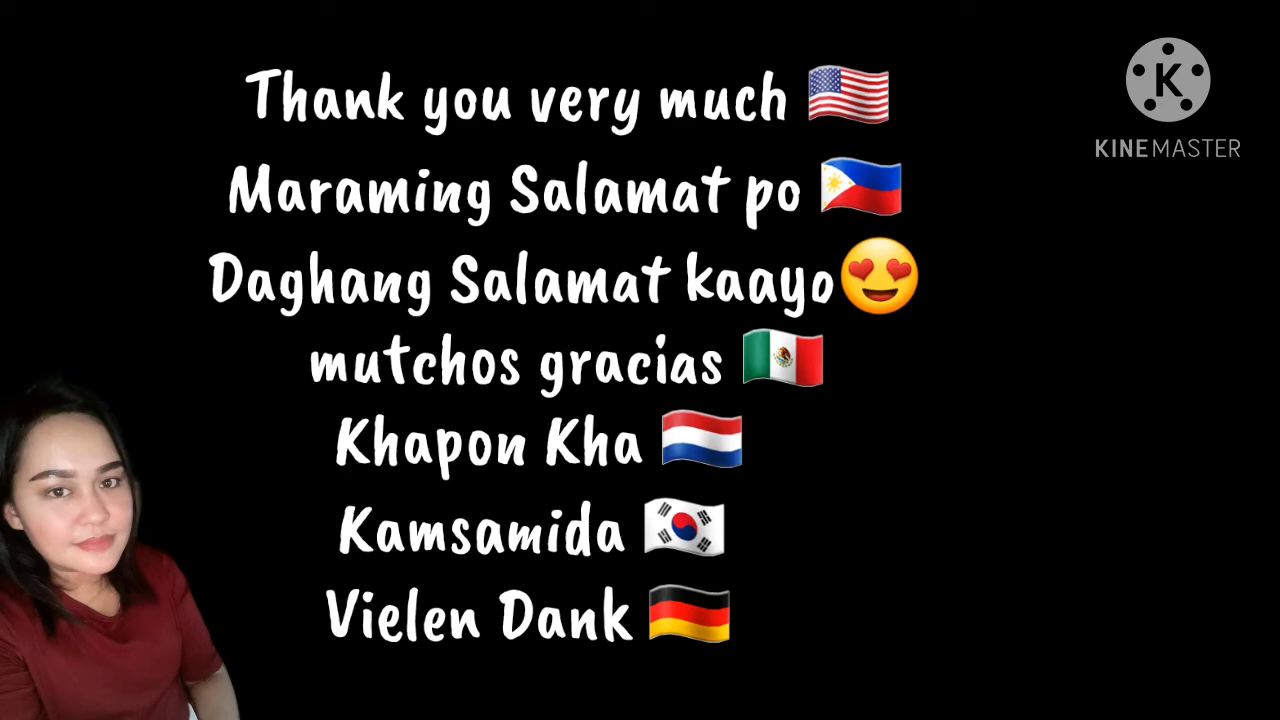 Thank you very much 🇺🇸
Maraming Salamat po 🇵🇭
Daghang Salamat kaayo😍
mutchos gracias 🇲🇽
Khapon Kha 🇳🇱
Kamsamida 🇰🇷
Vielen Dank 🇩🇪
K
KINEMASTER